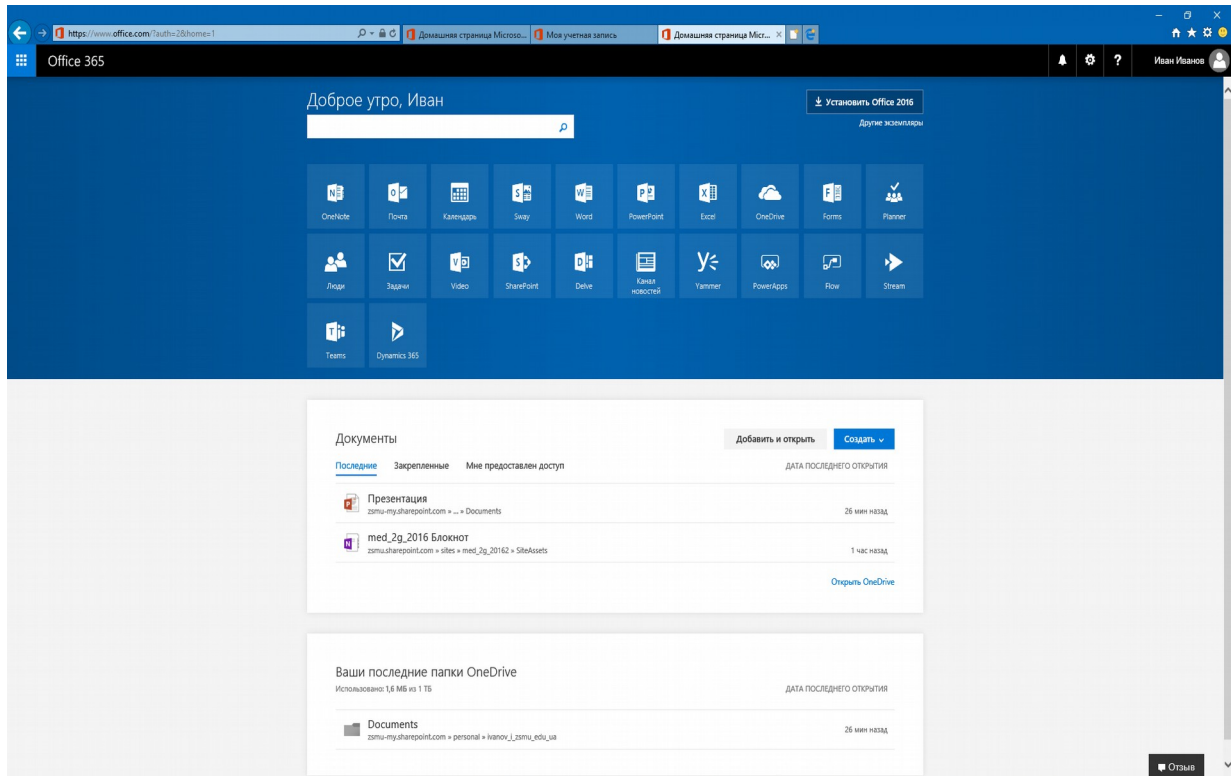 https://www.office.com/?auth=2&home=1
Домашняя страница Microso...
Моя учетная запись
Домашняя страница Micr...
Office 365
?
Иван Иванов
Доброе утро, Иван
Установить Office 2016
Другие экземпляры
OneNote
Почта
Календарь
Sway
Word
PowerPoint
Excel
OneDrive
Forms
Planner
Люди
Задачи
Video
SharePoint
Delve
Канал
новостей
Yammer
PowerApps
Flow
Stream
Teams
Dynamics 365
Документы
Добавить и открыть
Создать
Последние
Закрепленные
Мне предоставлен доступ
ДАТА ПОСЛЕДНЕГО ОТКРЫТИЯ
Презентация
zsmu-my.sharepoint.com » ... » Documents
26 мин назад
med_2g_2016 Блокнот
zsmu.sharepoint.com » sites » med_2g_20162 » SiteAssets
1 час назад
Открыть OneDrive
Ваши последние папки OneDrive
Использовано: 1,6 МБ из 1 ТБ
ДАТА ПОСЛЕДНЕГО ОТКРЫТИЯ
Documents
zsmu-my.sharepoint.com » personal » ivanov_i_zsmu_edu_ua
26 мин назад
Отзыв